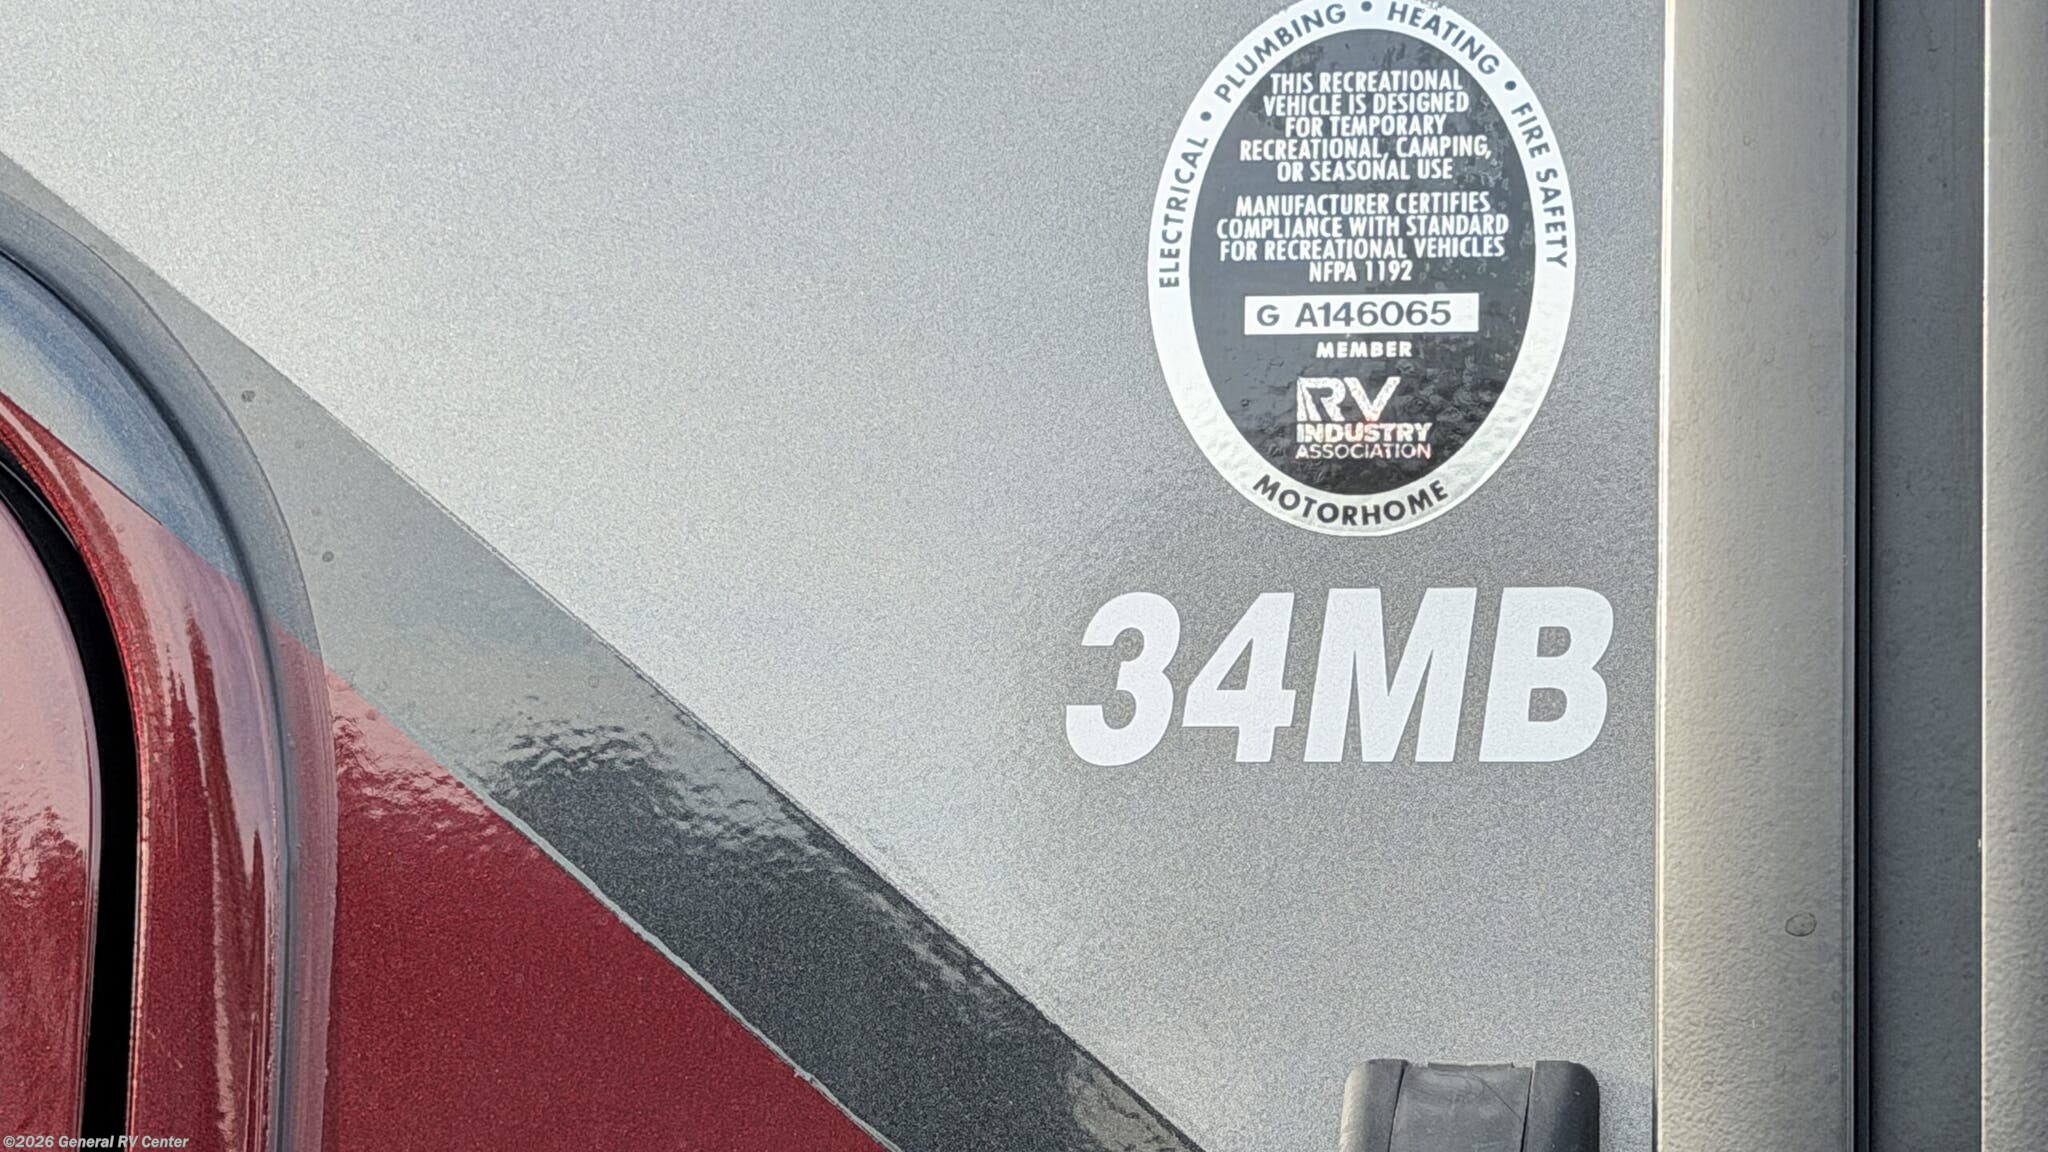 ELECTRICAL • PLUMBING • HEATING • FIRE SAFETY
THIS RECREATIONAL
VEHICLE IS DESIGNED
FOR TEMPORARY
RECREATIONAL, CAMPING,
OR SEASONAL USE
MANUFACTURER CERTIFIES
COMPLIANCE WITH STANDARD
FOR RECREATIONAL VEHICLES
NFPA 1192
G A146065
MEMBER
RV
INDUSTRY
ASSOCIATION
MOTORHOME
34MB
©2026 General RV Center